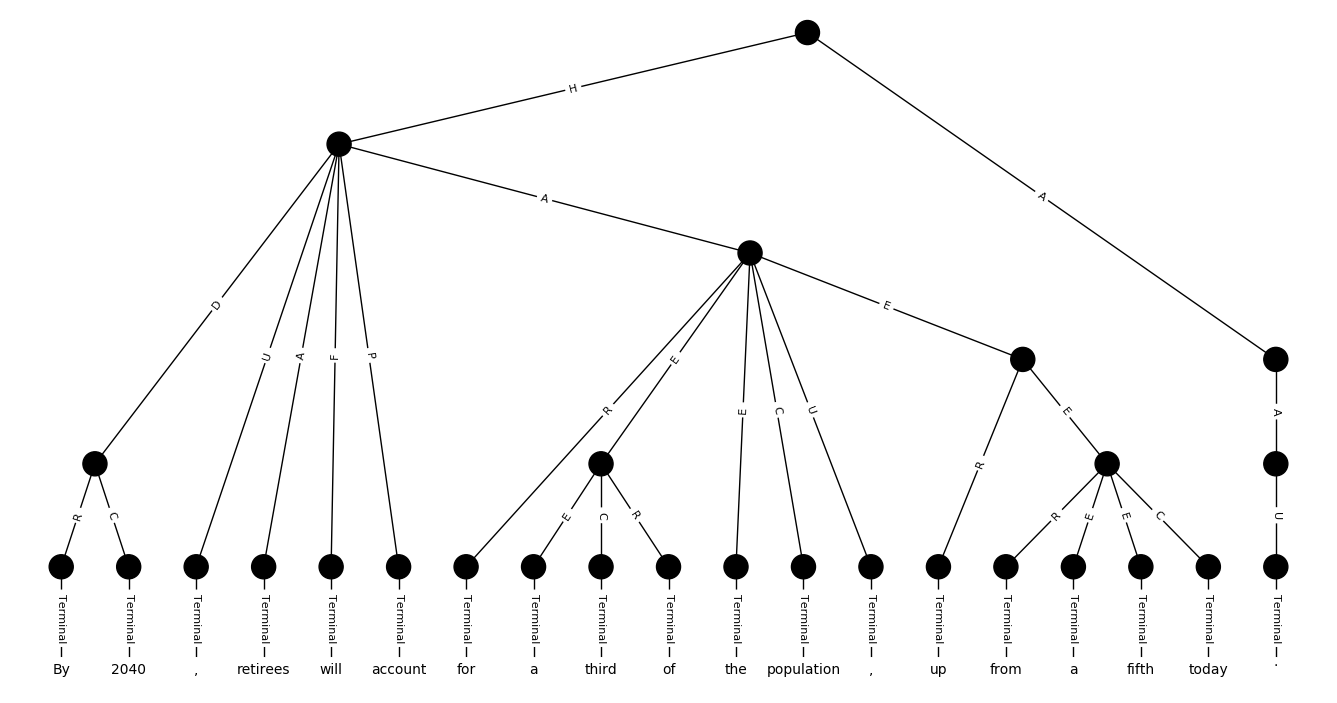 H
A
A
D
E
U
A
F
P
E
R
E
C
U
E
A
R
A
R
C
E
C
R
R
E
E
C
U
Terminal Terminal Terminal Terminal Terminal Terminal Terminal Terminal Terminal Terminal Terminal Terminal Terminal Terminal Terminal Terminal Terminal Terminal Terminal
By 2040 , retirees will account for a third of the population , up from a fifth today .